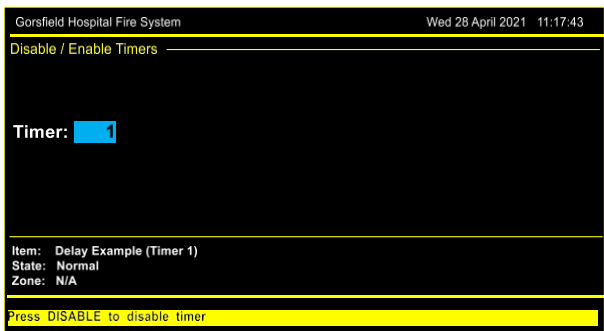 Gorsfield Hospital Fire System Wed 28 April 2021 11:17:43
Disable / Enable Timers
Timer: 1
Item: Delay Example (Timer 1)
State: Normal
Zone: N/A
Press DISABLE to disable timer